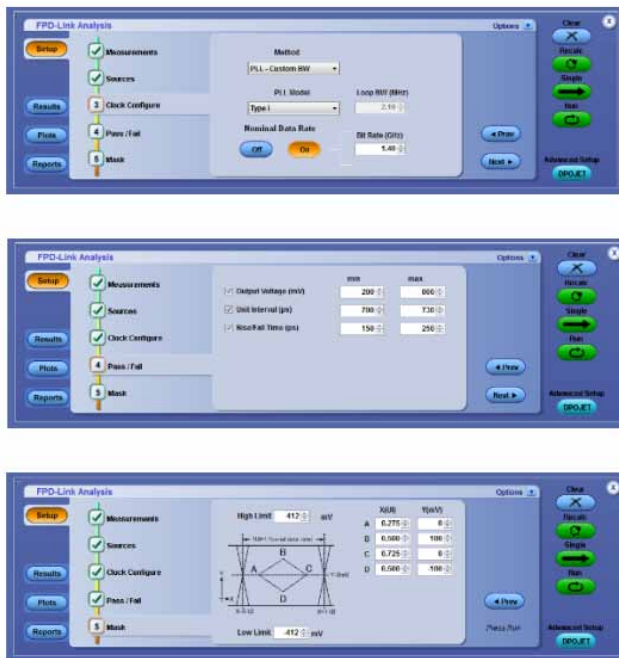 FPD-Link Analysis
Options
Clear
Setup
Measurements
Method
PLL - Custom BW
Recalc
Sources
Single
PLL Model
Loop BW (MHz)
Results
3 Clock Configure
Type I
2.10
Run
Nominal Data Rate
Plots
4 Pass / Fail
Bit Rate (GHz)
Off
On
1.40
Prev
Reports
5 Mask
Next
Advanced Setup
DPOJET
FPD-Link Analysis
Options
Clear
Setup
Measurements
min
max
Recalc
Output Voltage (mV)
200
800
Sources
Unit Interval (ps)
700
730
Single
Rise/Fall Time (ps)
150
250
Results
Clock Configure
Run
Plots
4 Pass / Fail
Prev
Reports
5 Mask
Next
Advanced Setup
DPOJET
FPD-Link Analysis
Options
Clear
Setup
Measurements
High Limit
412
mV
X(UI)
Y(mV)
Recalc
A
0.275
0
Sources
B
0.500
100
Single
C
0.725
0
Results
Clock Configure
D
0.500
-100
Run
A
B
C
D
Plots
Pass / Fail
Prev
Reports
5 Mask
Low Limit
-412
mV
Press Run
Advanced Setup
DPOJET